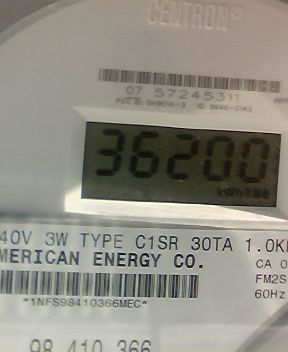 CENTRON®
07 57245311
36200
kWh
40V 3W TYPE C1SR 30TA 1.0K
MERICAN ENERGY CO.
CA 0
FM2S
*1NFS98410366MEC*
60Hz
98 410 366